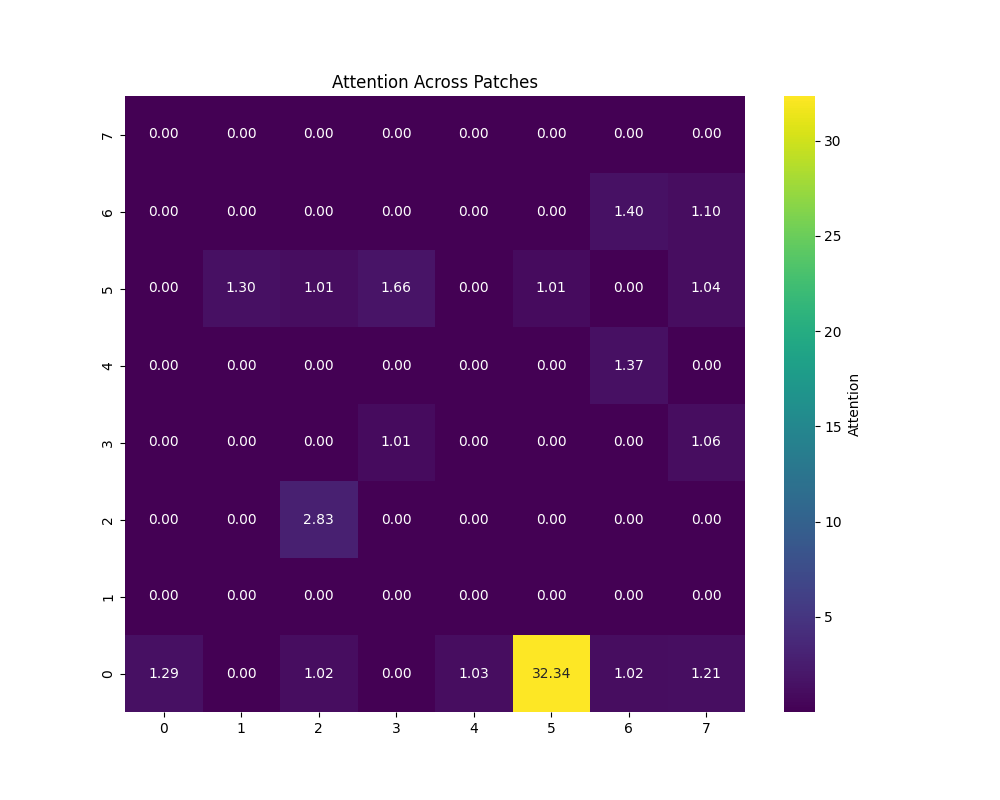 Attention Across Patches
7 0.00 0.00 0.00 0.00 0.00 0.00 0.00 0.00
6 0.00 0.00 0.00 0.00 0.00 0.00 1.40 1.10
5 0.00 1.30 1.01 1.66 0.00 1.01 0.00 1.04
4 0.00 0.00 0.00 0.00 0.00 0.00 1.37 0.00
3 0.00 0.00 0.00 1.01 0.00 0.00 0.00 1.06
2 0.00 0.00 2.83 0.00 0.00 0.00 0.00 0.00
1 0.00 0.00 0.00 0.00 0.00 0.00 0.00 0.00
0 1.29 0.00 1.02 0.00 1.03 32.34 1.02 1.21
0 1 2 3 4 5 6 7
30
25
20
15
10
5
Attention